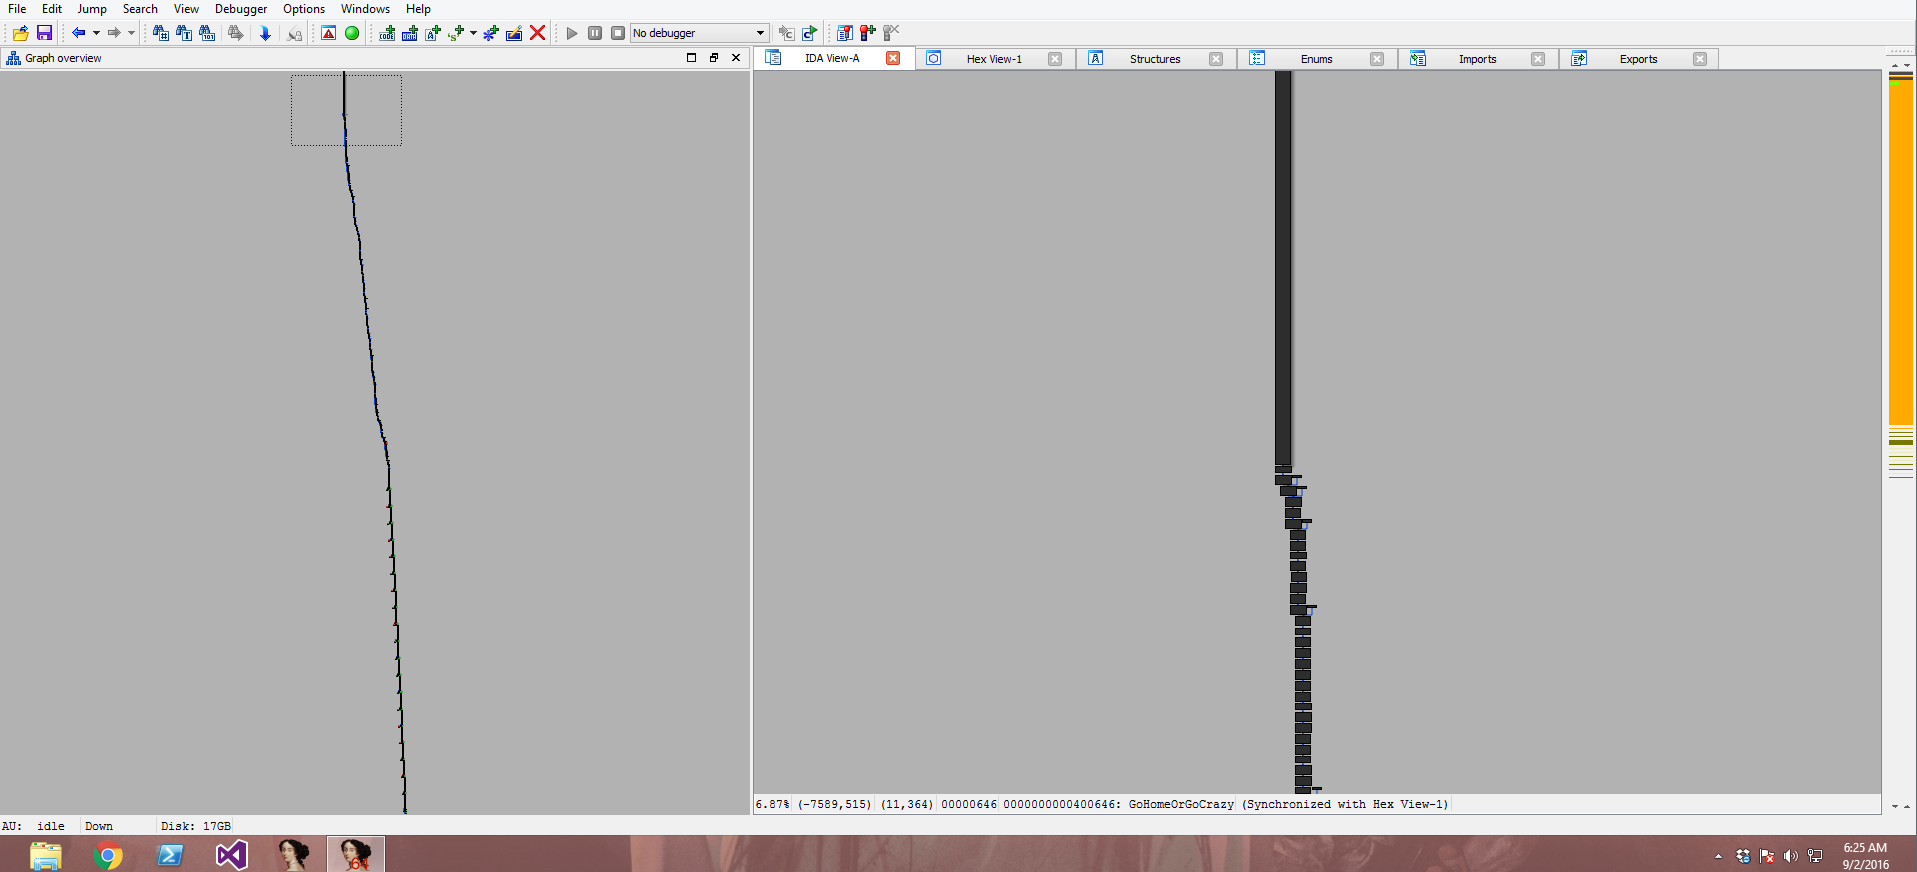 File Edit Jump Search View Debugger Options Windows Help
No debugger
Graph overview
IDA View-A Hex View-1 Structures Enums Imports Exports
6.87% (-7589,515) (11,364) 00000646 0000000000400646: GoHomeOrGoCrazy (Synchronized with Hex View-1)
AU: idle Down Disk: 17GB
64
6:25 AM
9/2/2016